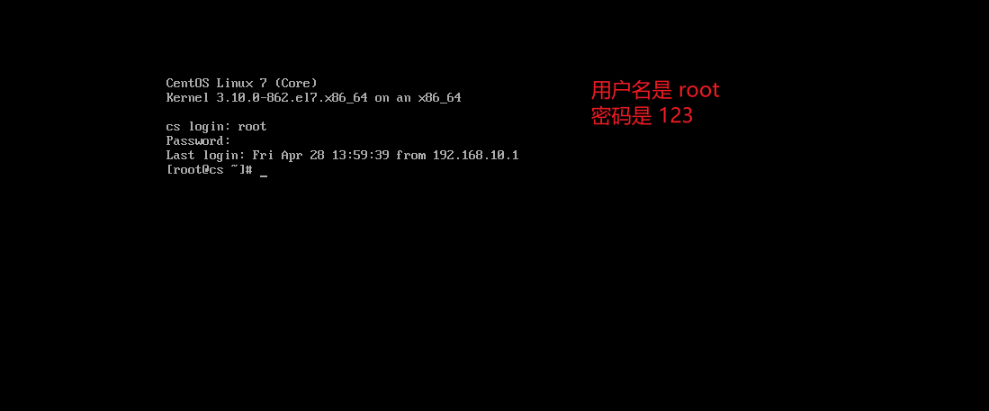 CentOS Linux 7 (Core)
Kernel 3.10.0-862.el7.x86_64 on an x86_64
cs login: root
Password:
Last login: Fri Apr 28 13:59:39 from 192.168.10.1
[root@cs ~]# _
用户名是 root
密码是 123